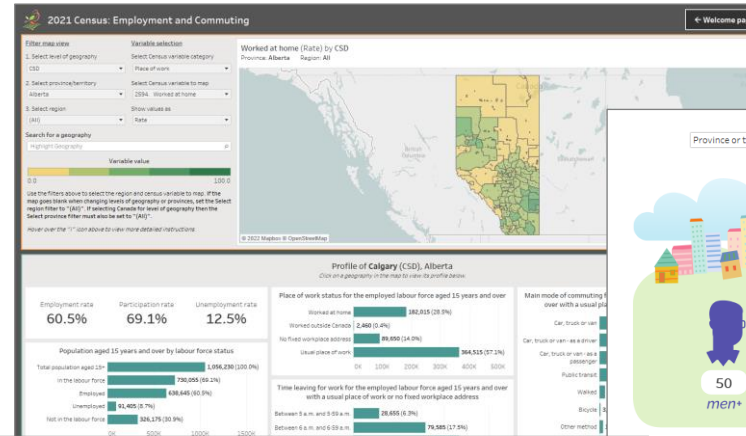 2021 Census: Employment and Commuting
← Welcome pa
Filter map view
1. Select level of geography
CSD
2. Select province/territory
Alberta
3. Select region
(All)
Variable selection
Select Census variable category
Place of work
Select Census variable to map
2094. Worked at home
Show values as
Rate
Search for a geography
Highlight Geography
Variable value
0.0 100.0
Use the filters above to select the region and census variable to map. If the
map goes blank when changing levels of geography or provinces, set the Select
region filter to "(All)". If selecting Canada for level of geography then the
Select province filter must also be set to "(All)".
Hover over the "i" icon above to view more detailed instructions
Worked at home (Rate) by CSD
Province: Alberta Region: All
British
Columbia
© 2022 Mapbox © OpenStreetMap
Province or t
50
men+
Profile of Calgary (CSD), Alberta
Click on a geography in the map to view its profile below.
Employment rate
60.5%
Participation rate
69.1%
Unemployment rate
12.5%
Population aged 15 years and over by labour force status
Total population aged 15+ 1,056,230 (100.0%)
In the labour force 730,055 (69.1%)
Employed 638,645 (60.5%)
Unemployed 91,405 (8.7%)
Not in the labour force 326,175 (30.9%)
0K 500K 1000K 1500K
Place of work status for the employed labour force aged 15 years and over
Worked at home 182,015 (28.5%)
Worked outside Canada 2,460 (0.4%)
No fixed workplace address 89,650 (14.0%)
Usual place of work 364,515 (57.1%)
0K 100K 200K 300K 400K 500K
Time leaving for work for the employed labour force aged 15 years and over
with a usual place of work or no fixed workplace address
Between 5 a.m. and 5:59 a.m. 28,655 (6.3%)
Between 6 a.m. and 6:59 a.m. 79,585 (17.5%)
Main mode of commuting f
over with a usual pla
Car, truck or van
Car, truck or van - as a driver
Car, truck or van - as a
passenger
Public transit
Walked
Bicycle 3
Other method